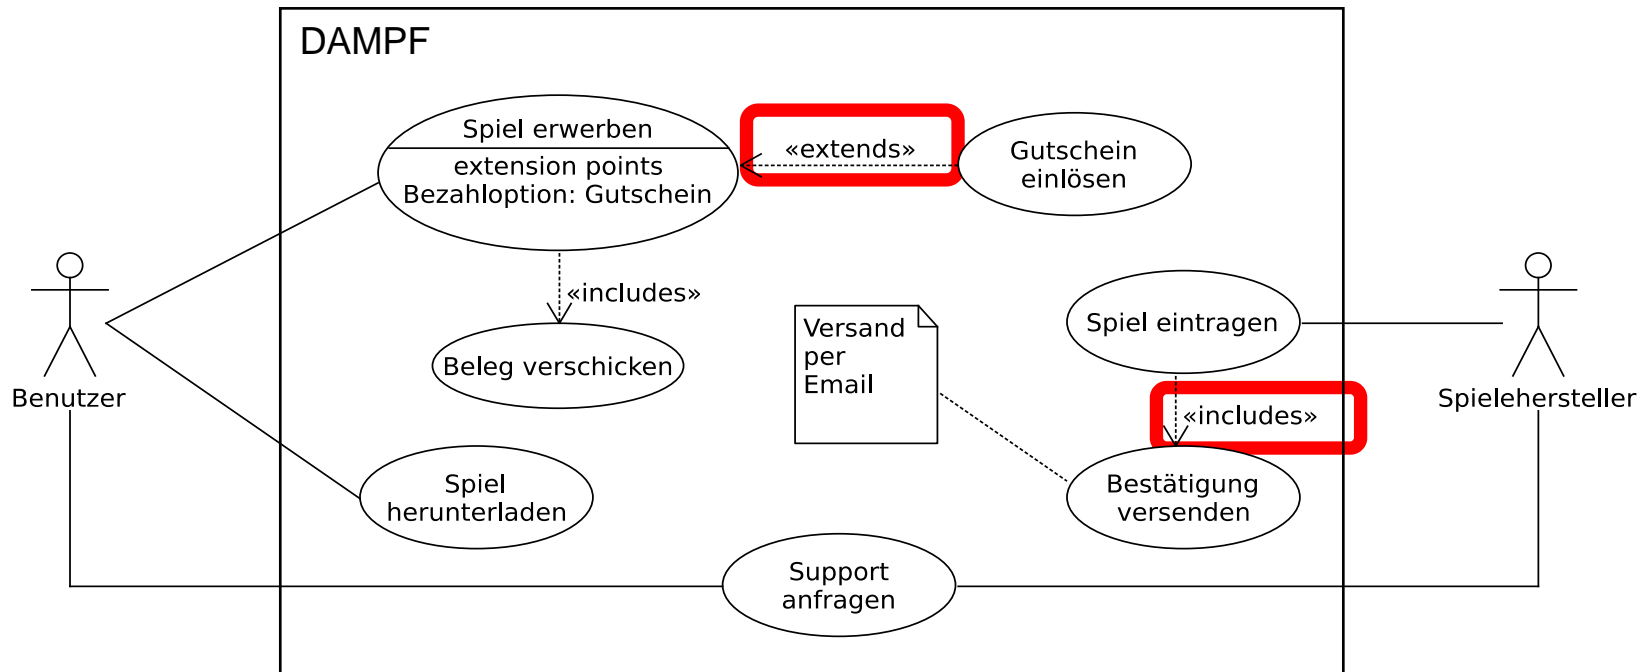 DAMPF
Spiel erwerben
extension points
Bezahloption: Gutschein
«extends»
Gutschein
einlösen
«includes»
Beleg verschicken
Versand
per
Email
Spiel eintragen
«includes»
Benutzer
Spielehersteller
Spiel
herunterladen
Bestätigung
versenden
Support
anfragen